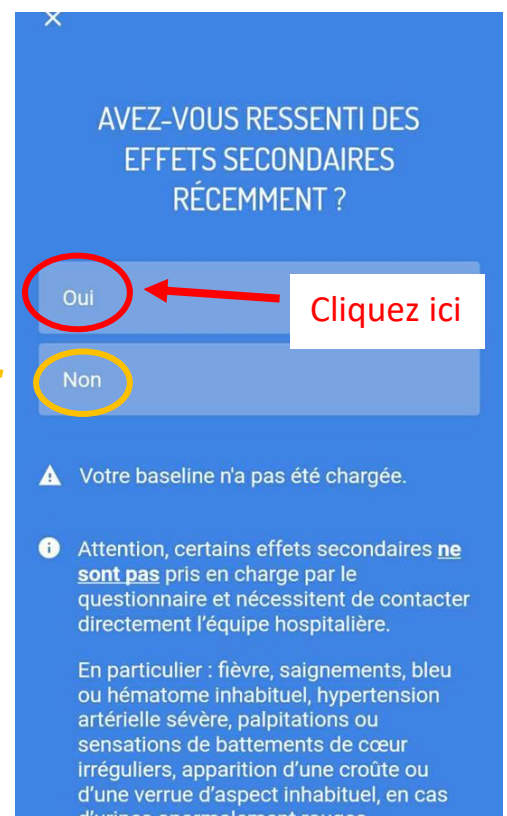 AVEZ-VOUS RESSENTI DES
EFFETS SECONDAIRES
RÉCEMMENT ?
Oui
Cliquez ici
Non
Votre baseline n'a pas été chargée.
Attention, certains effets secondaires ne
sont pas pris en charge par le
questionnaire et nécessitent de contacter
directement l'équipe hospitalière.
En particulier : fièvre, saignements, bleu
ou hématome inhabituel, hypertension
artérielle sévère, palpitations ou
sensations de battements de cœur
irréguliers, apparition d'une croûte ou
d'une verrue d'aspect inhabituel, en cas
d'urines anormalement rouges